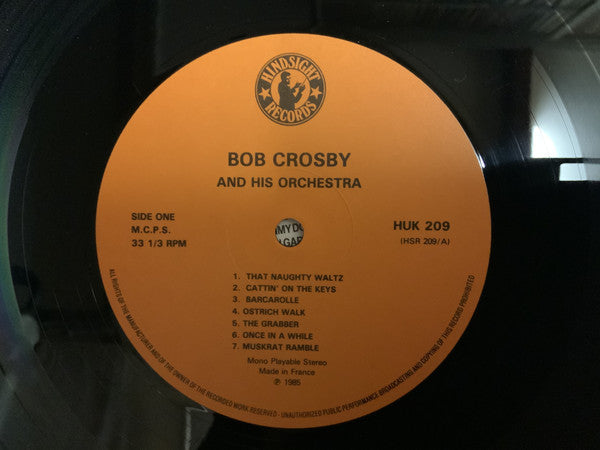 HINDSIGHT
RECORDS
BOB CROSBY
AND HIS ORCHESTRA
SIDE ONE
M.C.P.S.
33 1/3 RPM
HUK 209
(HSR 209/A)
1. THAT NAUGHTY WALTZ
2. CATTIN' ON THE KEYS
3. BARCAROLLE
4. OSTRICH WALK
5. THE GRABBER
6. ONCE IN A WHILE
7. MUSKRAT RAMBLE
Mono Playable Stereo
Made in France
℗ 1985
ALL RIGHTS OF THE MANUFACTURER AND OF THE OWNER OF THE RECORDED WORK RESERVED - UNAUTHORIZED PUBLIC PERFORMANCE BROADCASTING AND COPYING OF THIS RECORD PROHIBITED